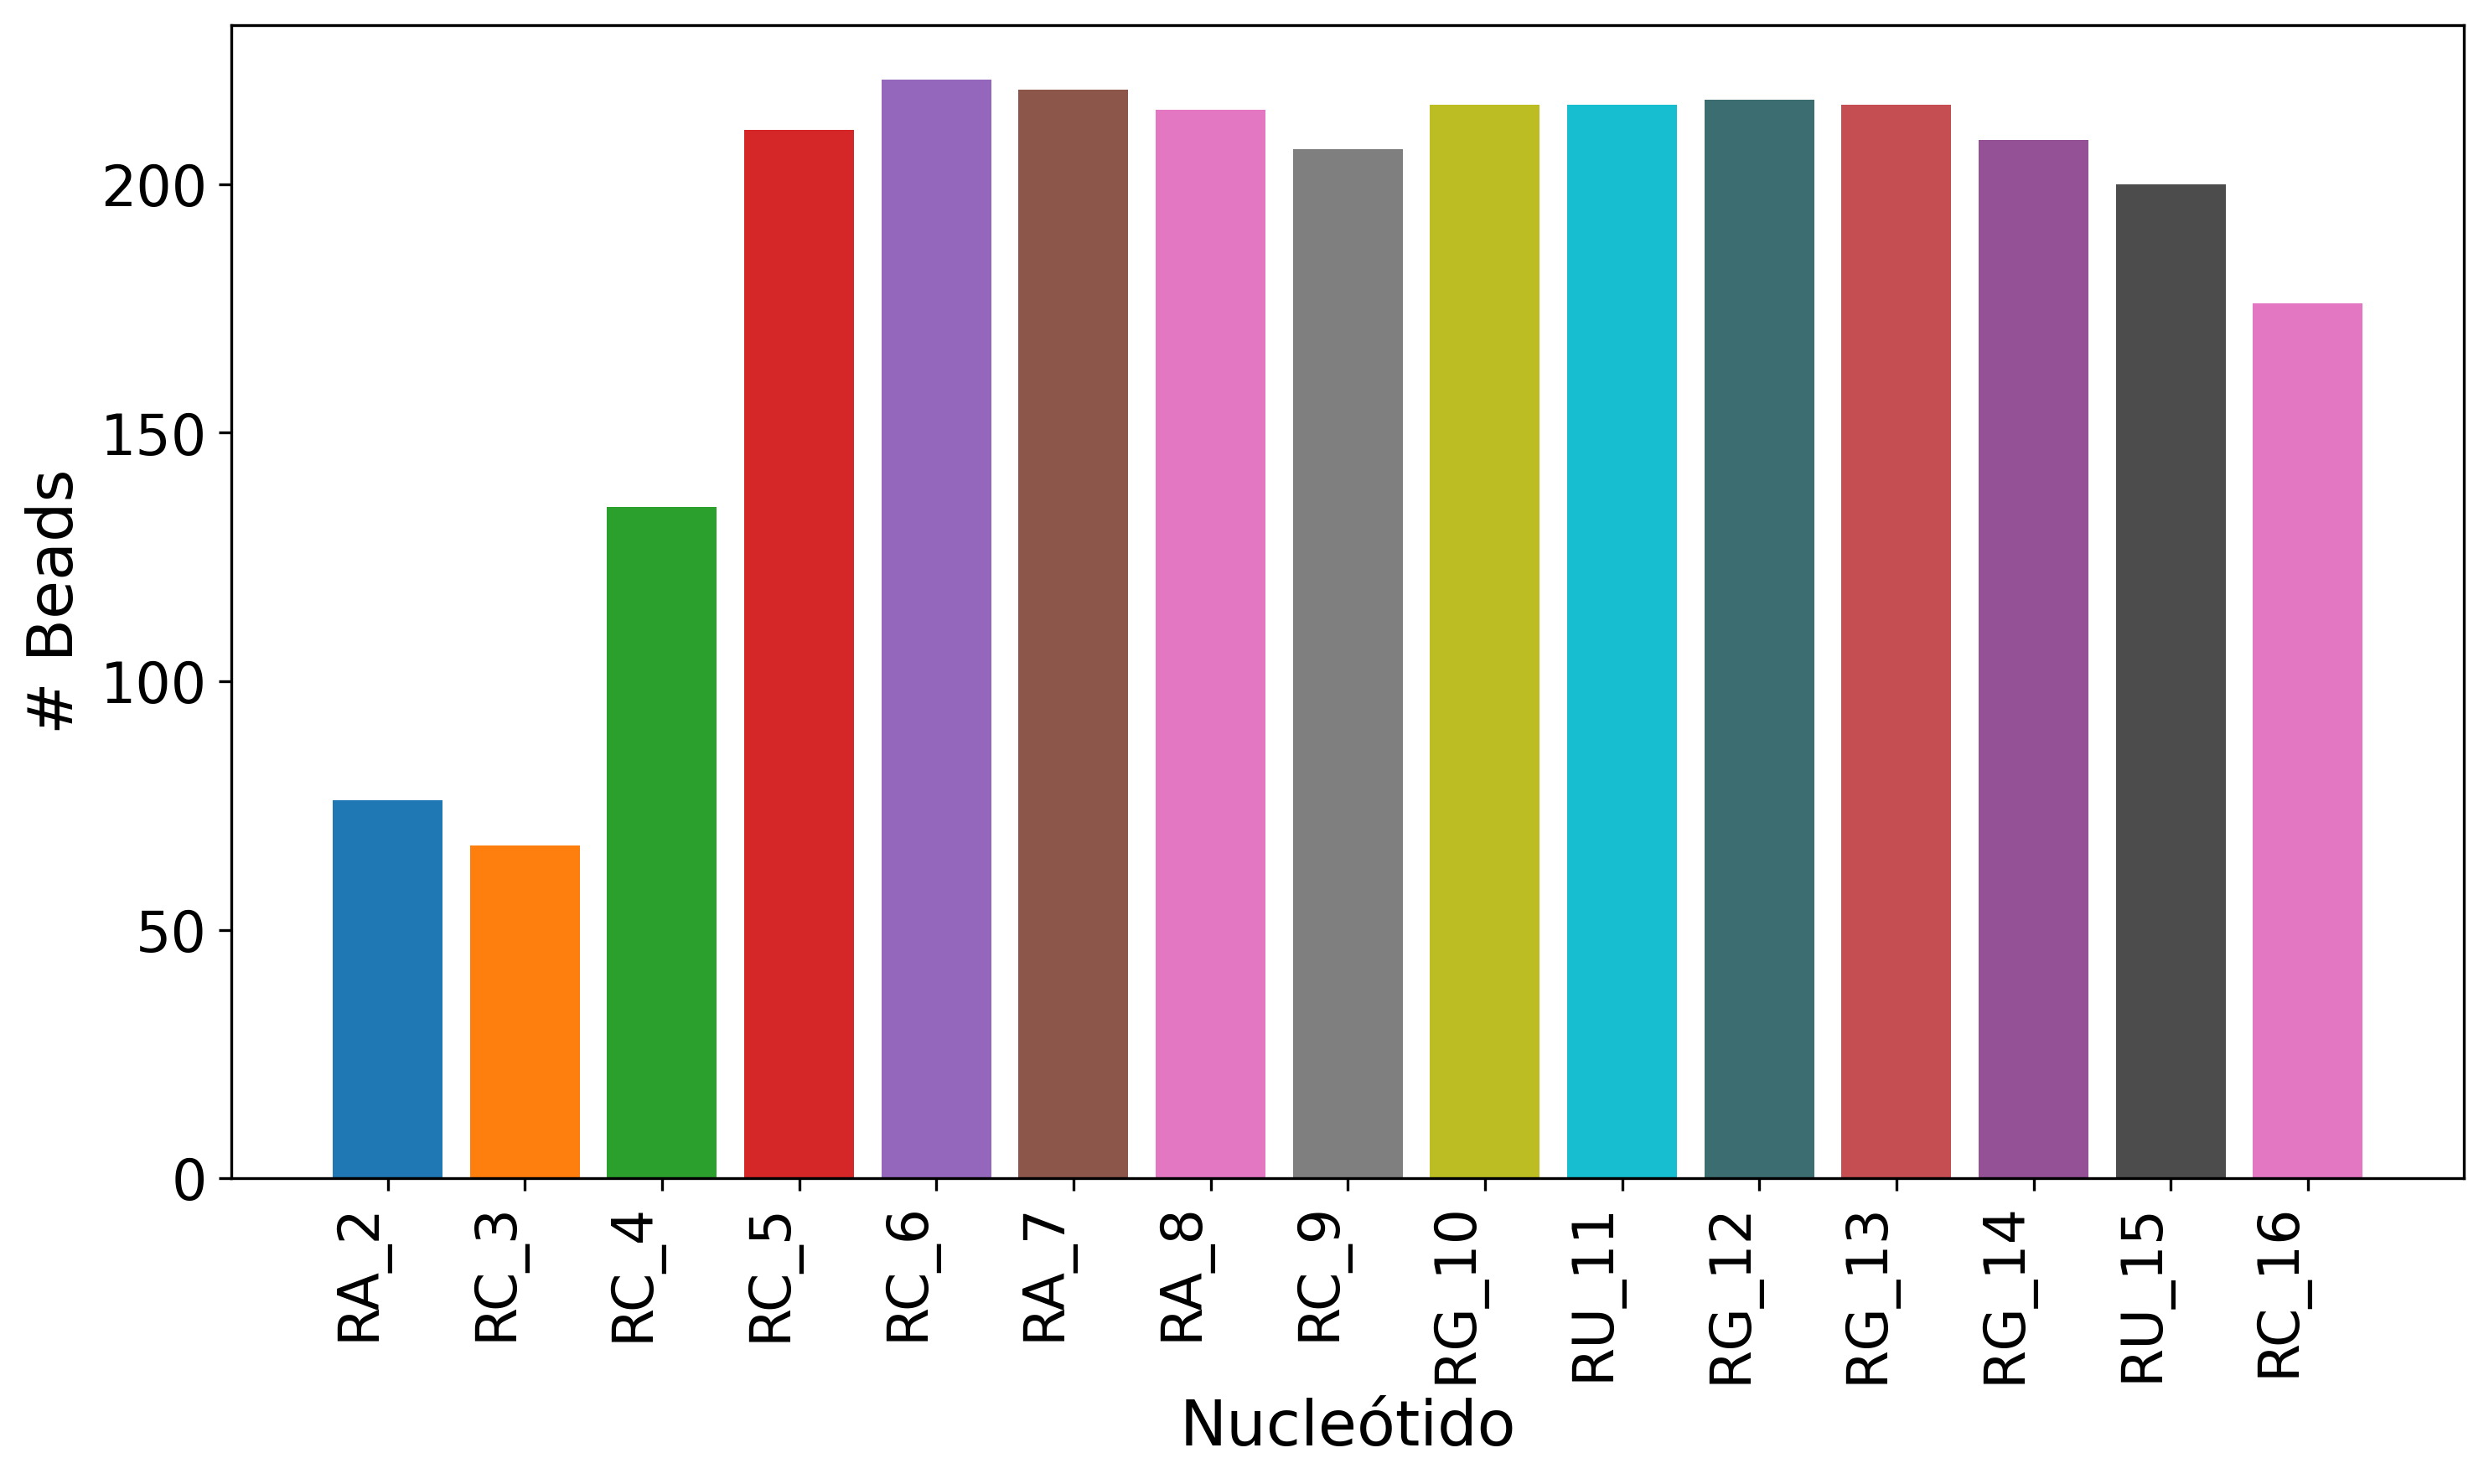 # Beads
200
150
100
50
0
RA_2
RC_3
RC_4
RC_5
RC_6
RA_7
RA_8
RC_9
RG_10
RU_11
RG_12
RG_13
RG_14
RU_15
RC_16
Nucleótido